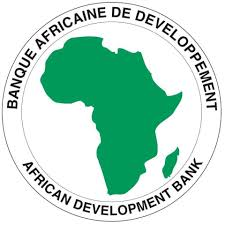 BANQUE AFRICAINE DE DEVELOPPEMENT
AFRICAN DEVELOPMENT BANK